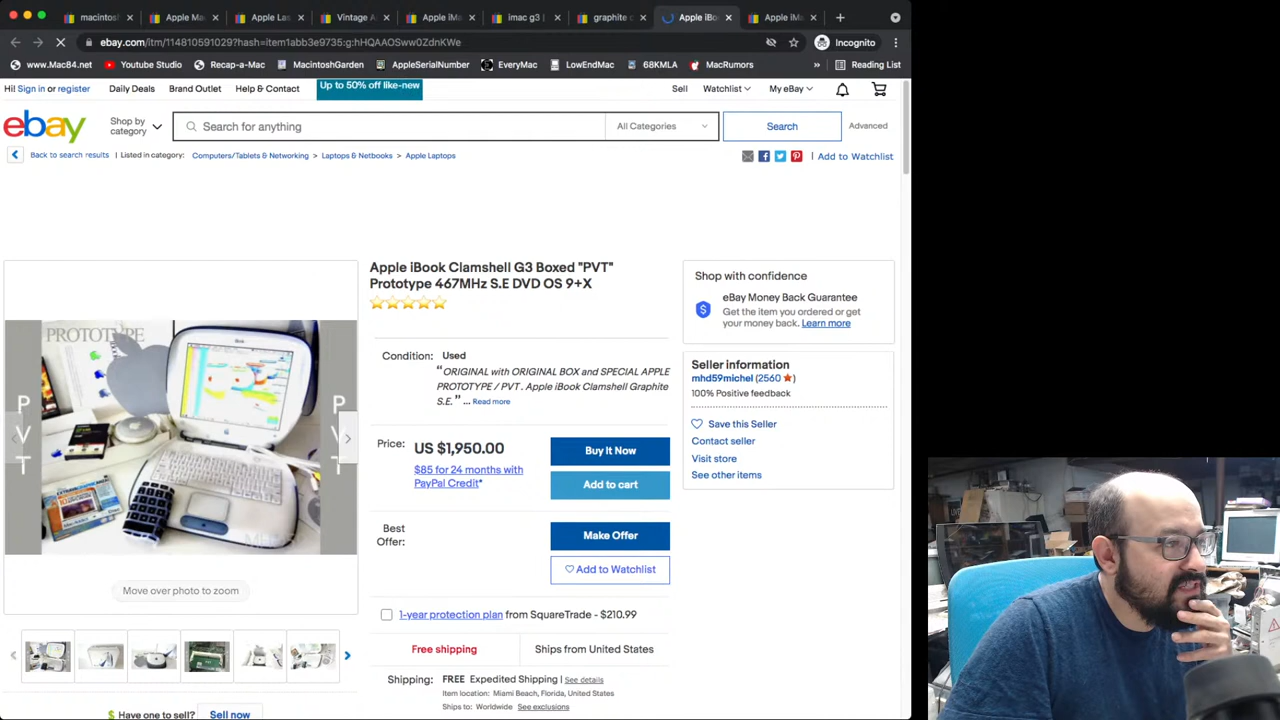 macintosh
Apple Ma
Apple Las
Vintage A
Apple iMa
imac g3 |
graphite c
Apple iBo
Apple iMa
ebay.com/itm/114810591029?hash=item1abb3e9735:g:hHQAAOSww0ZdnKWe
Incognito
www.Mac84.net
Youtube Studio
Recap-a-Mac
MacintoshGarden
AppleSerialNumber
EveryMac
LowEndMac
68KMLA
MacRumors
»
Reading List
Hi! Sign in or register
Daily Deals
Brand Outlet
Help & Contact
Up to 50% off like-new
Sell
Watchlist
My eBay
ebay
Shop by
category
Search for anything
All Categories
Search
Advanced
Back to search results
Listed in category:
Computers/Tablets & Networking > Laptops & Netbooks > Apple Laptops
| Add to Watchlist
Apple iBook Clamshell G3 Boxed "PVT"
Prototype 467MHz S.E DVD OS 9+X
Shop with confidence
eBay Money Back Guarantee
Get the item you ordered or get
your money back. Learn more
PROTOTYPE
P
V
T
P
V
T
Condition: Used
“ORIGINAL with ORIGINAL BOX and SPECIAL APPLE
PROTOTYPE / PVT . Apple iBook Clamshell Graphite
S.E.” ... Read more
Seller information
mhd59michel (2560 )
100% Positive feedback
Save this Seller
Contact seller
Visit store
See other items
Price: US $1,950.00
$85 for 24 months with
PayPal Credit*
Buy It Now
Add to cart
Best
Offer:
Make Offer
Add to Watchlist
Move over photo to zoom
1-year protection plan from SquareTrade - $210.99
Free shipping
Ships from United States
Shipping: FREE Expedited Shipping | See details
Item location: Miami Beach, Florida, United States
Ships to: Worldwide See exclusions
Have one to sell? Sell now